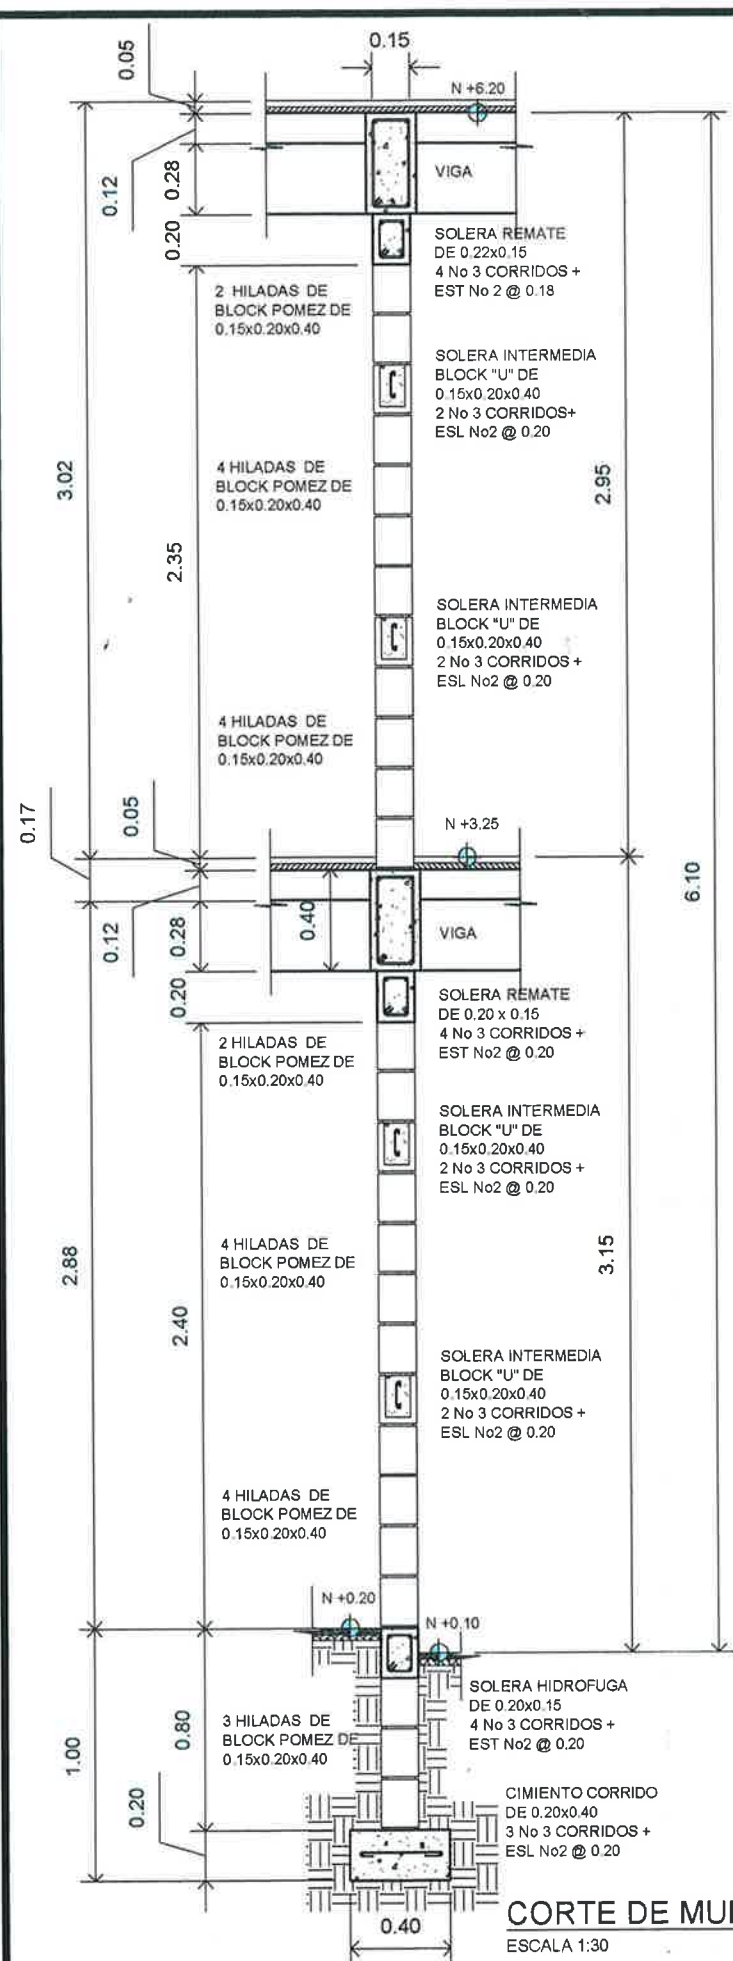 0.15
0.05
N +6.20
0.12
0.28
VIGA
0.20
SOLERA REMATE
DE 0.22x0.15
4 No 3 CORRIDOS +
EST No 2 @ 0.18
2 HILADAS DE
BLOCK POMEZ DE
0.15x0.20x0.40
SOLERA INTERMEDIA
BLOCK "U" DE
0.15x0.20x0.40
2 No 3 CORRIDOS+
ESL No2 @ 0.20
3.02
4 HILADAS DE
BLOCK POMEZ DE
0.15x0.20x0.40
2.95
2.35
SOLERA INTERMEDIA
BLOCK "U" DE
0.15x0.20x0.40
2 No 3 CORRIDOS +
ESL No2 @ 0.20
4 HILADAS DE
BLOCK POMEZ DE
0.15x0.20x0.40
0.17
0.05
N +3.25
6.10
0.12
0.28
0.40
VIGA
0.20
SOLERA REMATE
DE 0.20 x 0.15
4 No 3 CORRIDOS +
EST No2 @ 0.20
2 HILADAS DE
BLOCK POMEZ DE
0.15x0.20x0.40
SOLERA INTERMEDIA
BLOCK "U" DE
0.15x0.20x0.40
2 No 3 CORRIDOS +
ESL No2 @ 0.20
2.88
4 HILADAS DE
BLOCK POMEZ DE
0.15x0.20x0.40
3.15
2.40
SOLERA INTERMEDIA
BLOCK "U" DE
0.15x0.20x0.40
2 No 3 CORRIDOS +
ESL No2 @ 0.20
4 HILADAS DE
BLOCK POMEZ DE
0.15x0.20x0.40
N +0.20
N +0.10
SOLERA HIDROFUGA
DE 0.20x0.15
4 No 3 CORRIDOS +
EST No2 @ 0.20
1.00
0.80
3 HILADAS DE
BLOCK POMEZ DE
0.15x0.20x0.40
0.20
CIMIENTO CORRIDO
DE 0.20x0.40
3 No 3 CORRIDOS +
ESL No2 @ 0.20
0.40
CORTE DE MU
ESCALA 1:30